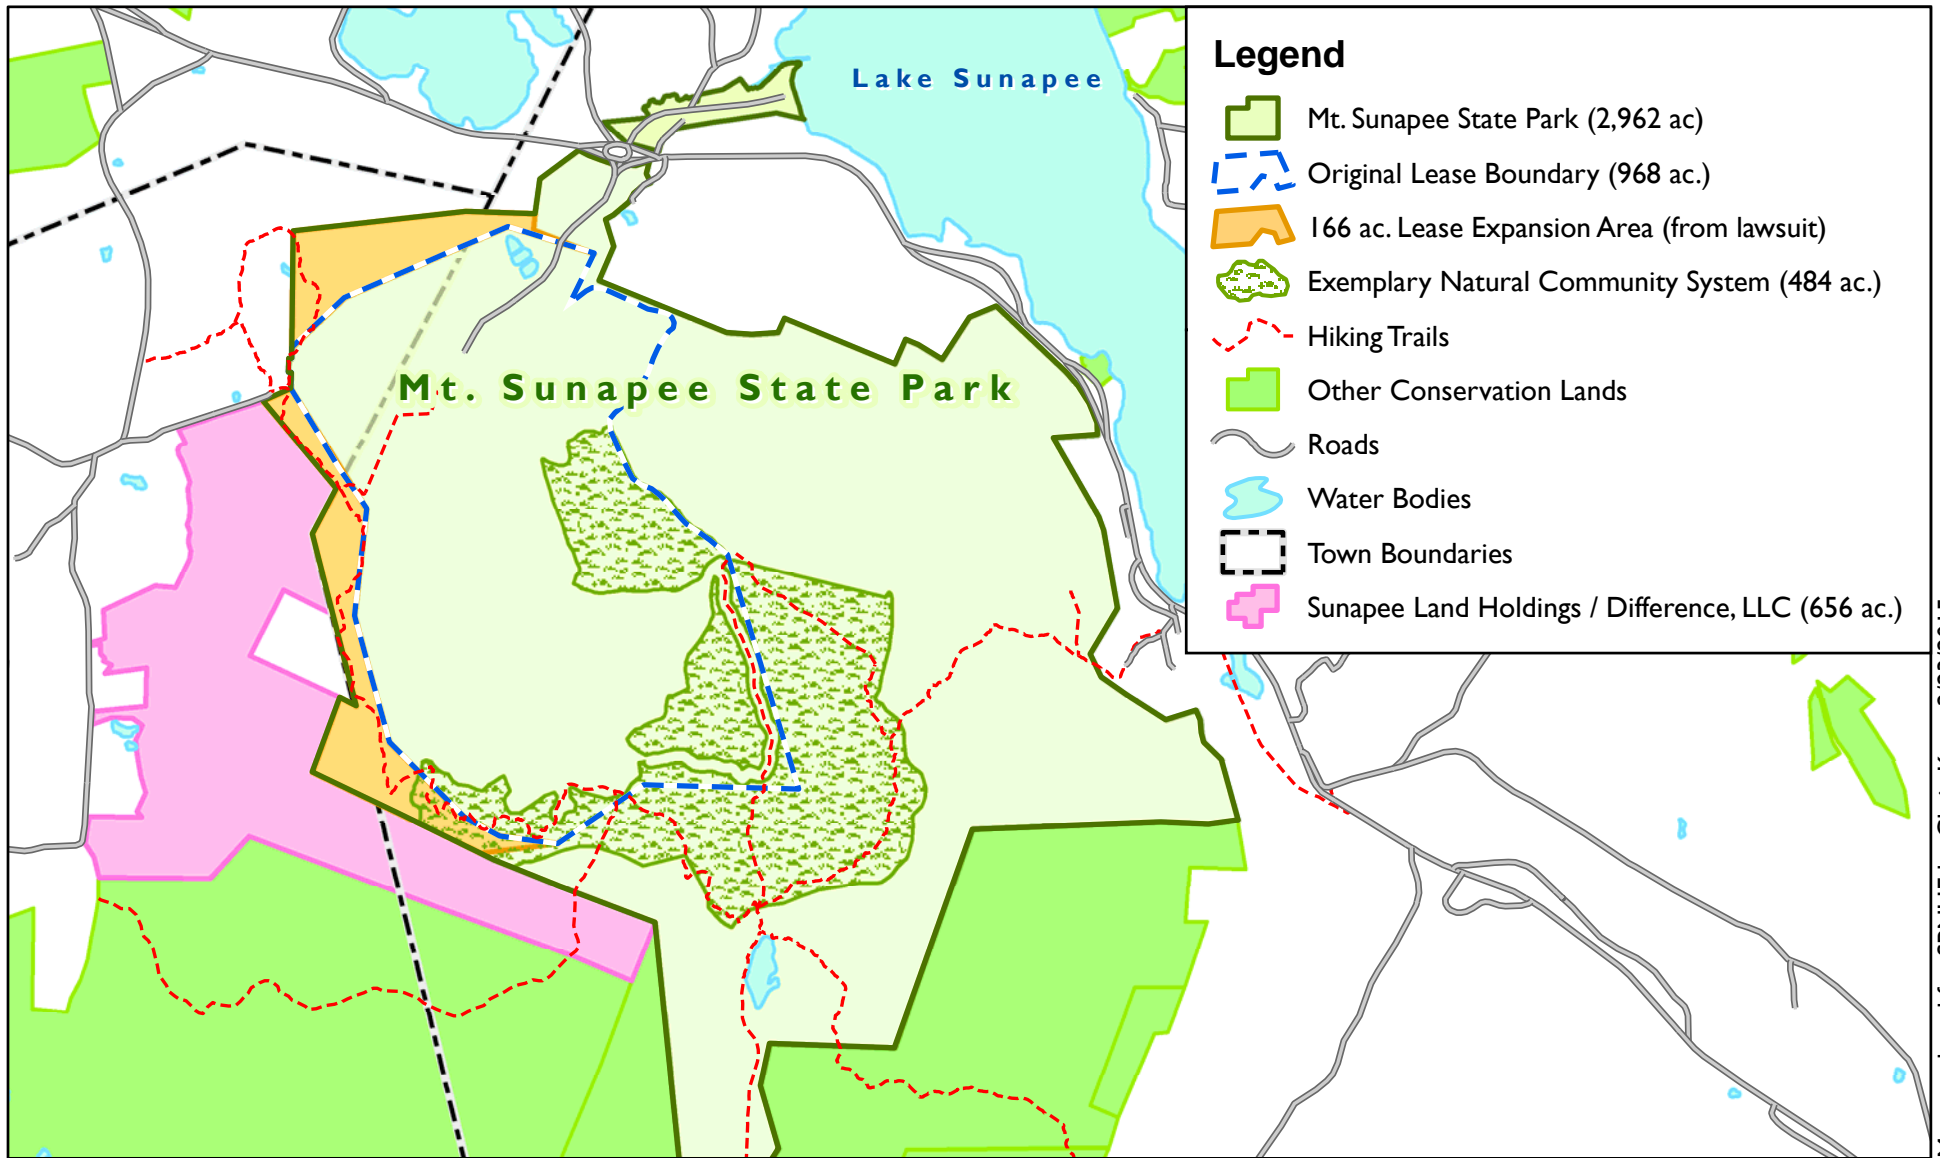 Lake Sunapee
Mt. Sunapee State Park
Legend
Mt. Sunapee State Park (2,962 ac)
Original Lease Boundary (968 ac.)
166 ac. Lease Expansion Area (from lawsuit)
Exemplary Natural Community System (484 ac.)
Hiking Trails
Other Conservation Lands
Roads
Water Bodies
Town Boundaries
Sunapee Land Holdings / Difference, LLC (656 ac.)